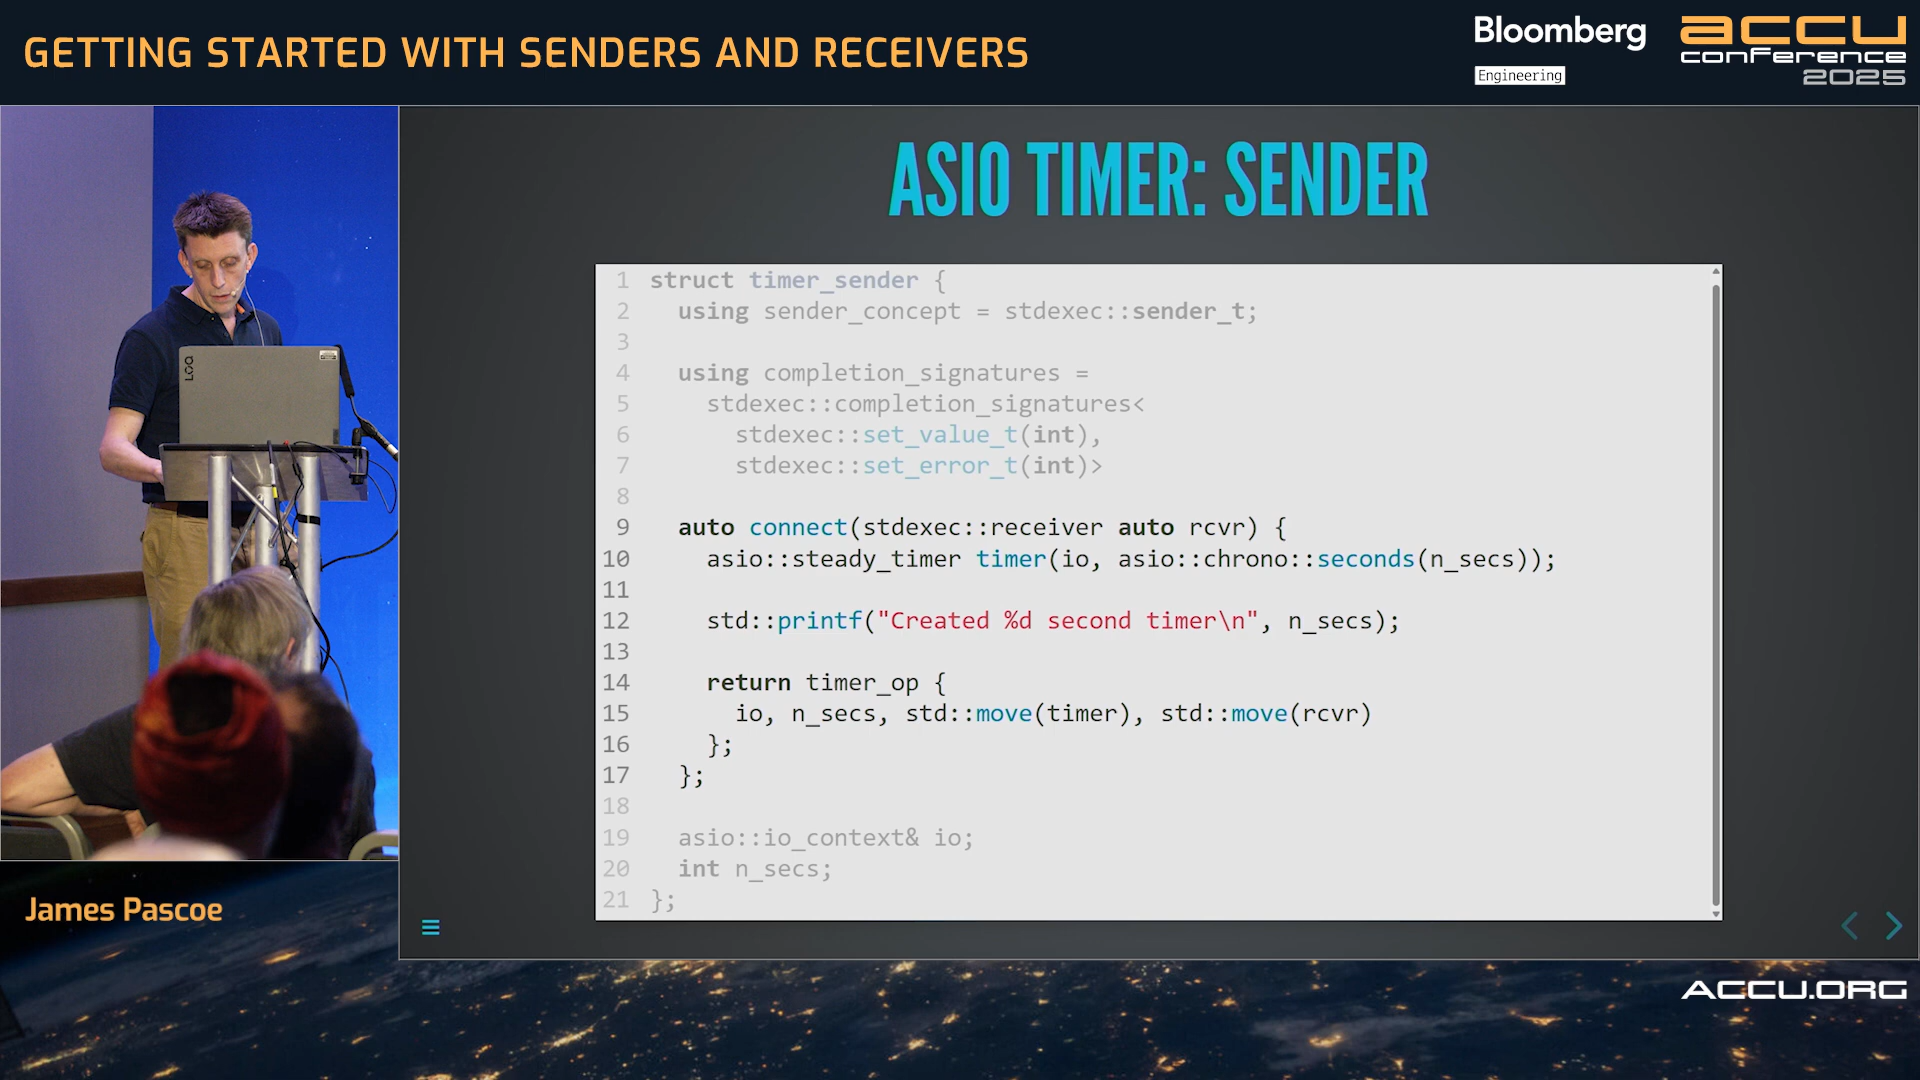 GETTING STARTED WITH SENDERS AND RECEIVERS
Bloomberg
Engineering
accu
conference
2025
ASIO TIMER: SENDER
1 struct timer_sender {
2 using sender_concept = stdexec::sender_t;
3
4 using completion_signatures =
5 stdexec::completion_signatures<
6 stdexec::set_value_t(int),
7 stdexec::set_error_t(int)>
8
9 auto connect(stdexec::receiver auto rcvr) {
10 asio::steady_timer timer(io, asio::chrono::seconds(n_secs));
11
12 std::printf("Created %d second timer\n", n_secs);
13
14 return timer_op {
15 io, n_secs, std::move(timer), std::move(rcvr)
16 };
17 };
18
19 asio::io_context& io;
20 int n_secs;
21 };
LOQ
James Pascoe
ACCU.ORG